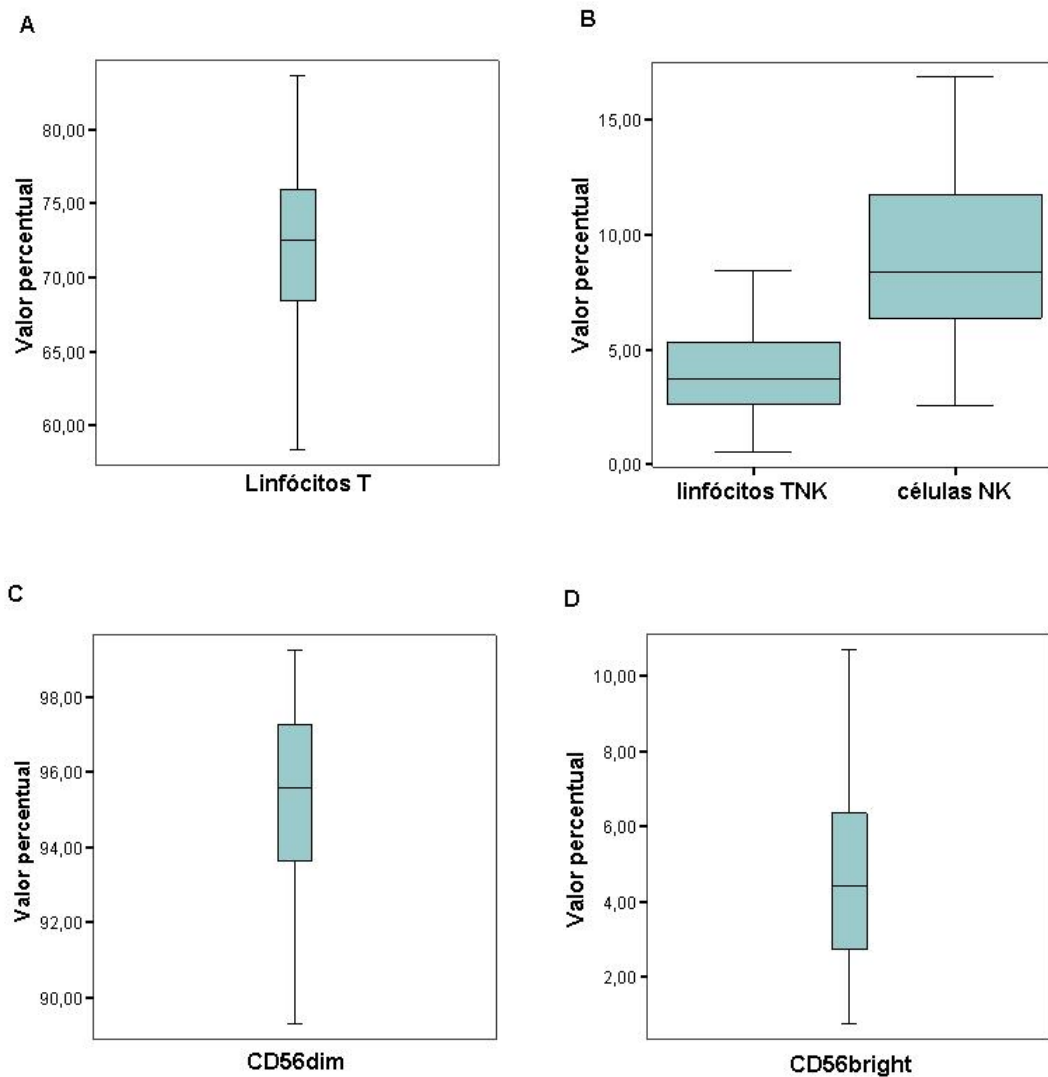 A
Valor percentual
80,00
75,00
70,00
65,00
60,00
Linfócitos T
B
Valor percentual
15,00
10,00
5,00
0,00
linfócitos TNK
células NK
C
Valor percentual
98,00
96,00
94,00
92,00
90,00
CD56dim
D
Valor percentual
10,00
8,00
6,00
4,00
2,00
CD56bright